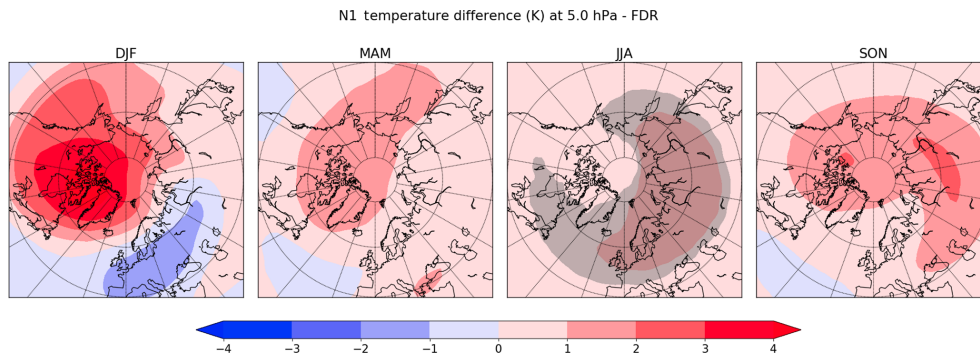 N1 temperature difference (K) at 5.0 hPa - FDR
DJF
MAM
JJA
SON
−4 −3 −2 −1 0 1 2 3 4